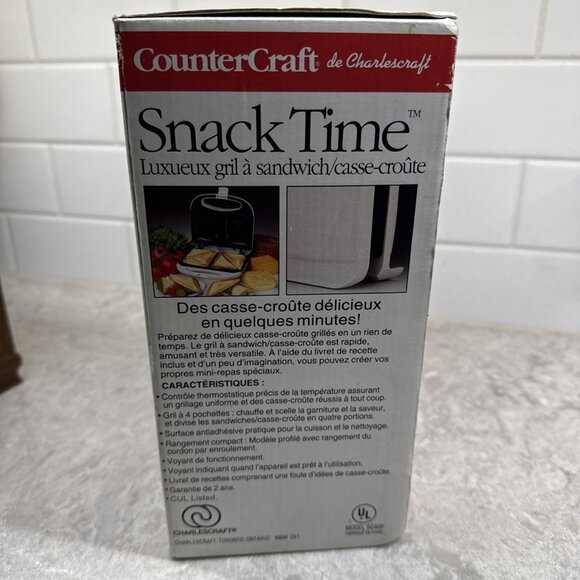 CounterCraft de Charlescraft
Snack Time™
Luxueux gril à sandwich/casse-croûte
Des casse-croûte délicieux
en quelques minutes!
Préparez de délicieux casse-croûte grillés en un rien de
temps. Le gril à sandwich/casse-croûte est rapide,
amusant et très versatile. À l'aide du livret de recette
inclus et d'un peu d'imagination, vous pouvez créer vos
propres mini-repas spéciaux.
CARACTÉRISTIQUES :
• Contrôle thermostatique précis de la température assurant
un grillage uniforme et des casse-croûte réussis à tout coup.
• Gril à 4 pochettes : chauffe et scelle la garniture et la saveur,
et divise les sandwiches/casse-croûte en quatre portions.
• Surface antiadhésive pratique pour la cuisson et le nettoyage.
• Rangement compact : Modèle profilé avec rangement du
cordon par enroulement.
• Voyant de fonctionnement.
• Voyant indiquant quand l'appareil est prêt à l'utilisation.
• Livret de recettes comprenant une foule d'idées de casse-croûte.
• Garantie de 2 ans.
• CUL Listed.
CHARLESCRAFT®
CHARLESCRAFT TORONTO, ONTARIO
UL
MODEL SG400